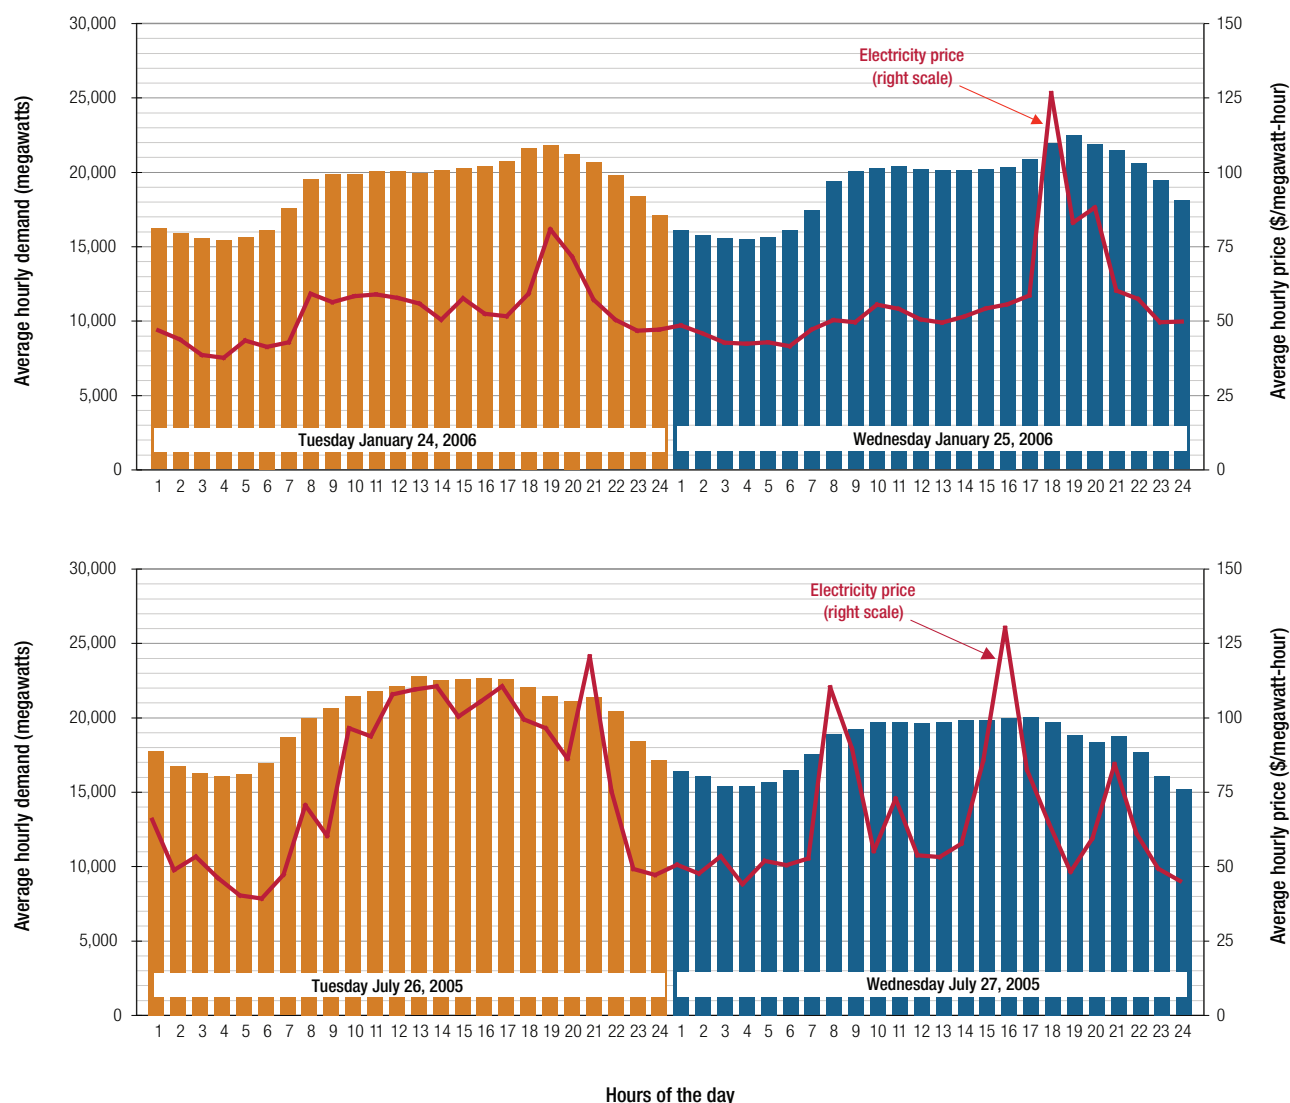 30,000
25,000
20,000
15,000
10,000
5,000
0
Average hourly demand (megawatts)
Electricity price
(right scale)
150
125
100
75
50
25
0
Average hourly price ($/megawatt-hour)
Tuesday January 24, 2006
Wednesday January 25, 2006
1 2 3 4 5 6 7 8 9 10 11 12 13 14 15 16 17 18 19 20 21 22 23 24 1 2 3 4 5 6 7 8 9 10 11 12 13 14 15 16 17 18 19 20 21 22 23 24
30,000
25,000
20,000
15,000
10,000
5,000
0
Average hourly demand (megawatts)
Electricity price
(right scale)
150
125
100
75
50
25
0
Average hourly price ($/megawatt-hour)
Tuesday July 26, 2005
Wednesday July 27, 2005
1 2 3 4 5 6 7 8 9 10 11 12 13 14 15 16 17 18 19 20 21 22 23 24 1 2 3 4 5 6 7 8 9 10 11 12 13 14 15 16 17 18 19 20 21 22 23 24
Hours of the day